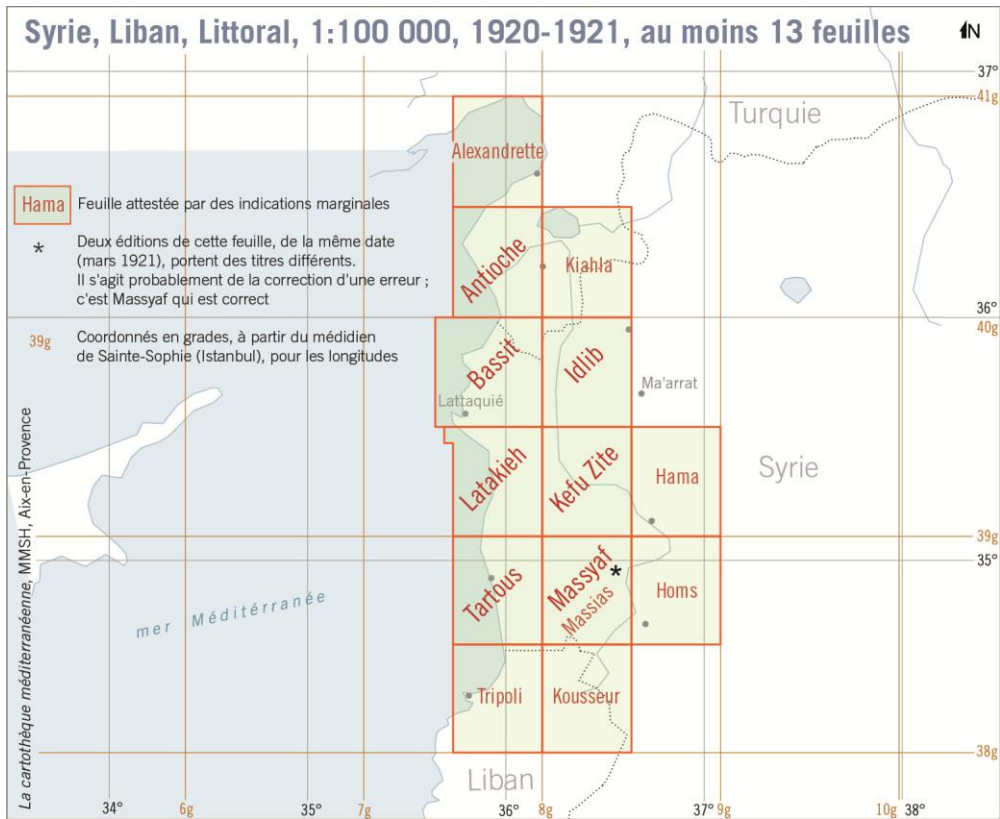 Syrie, Liban, Littoral, 1:100 000, 1920-1921, au moins 13 feuilles
N
37°
41g
Turquie
Alexandrette
Hama
Feuille attestée par des indications marginales
*
Deux éditions de cette feuille, de la même date
(mars 1921), portent des titres différents.
Il s'agit probablement de la correction d'une erreur ;
c'est Massyaf qui est correct
Antioche
Kiahla
36°
40g
39g
Coordonnés en grades, à partir du médidien
de Sainte-Sophie (Istanbul), pour les longitudes
Bassit
Idlib
Lattaquié
Ma'arrat
Latakieh
Kefu Zite
Hama
Syrie
39g
35°
Tartous
Massyaf
*
Massias
Homs
mer Méditérranée
Tripoli
Kousseur
38g
Liban
La cartothèque méditerranéenne, MMSH, Aix-en-Provence
34°
6g
35°
7g
36°
8g
37°
9g
10g
38°